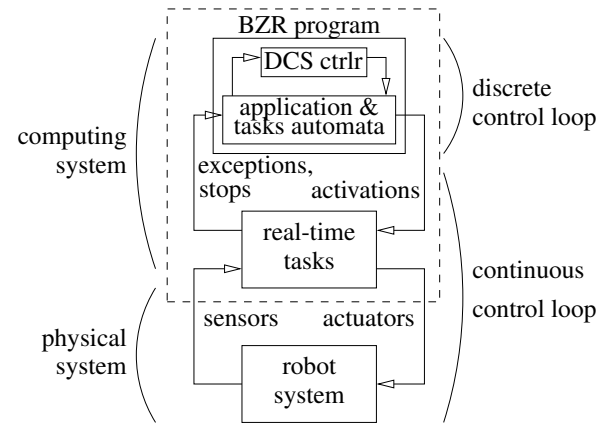 BZR program
DCS ctrlr
application &
tasks automata
discrete
control loop
computing
system
exceptions,
stops
activations
real-time
tasks
continuous
control loop
sensors
actuators
physical
system
robot
system